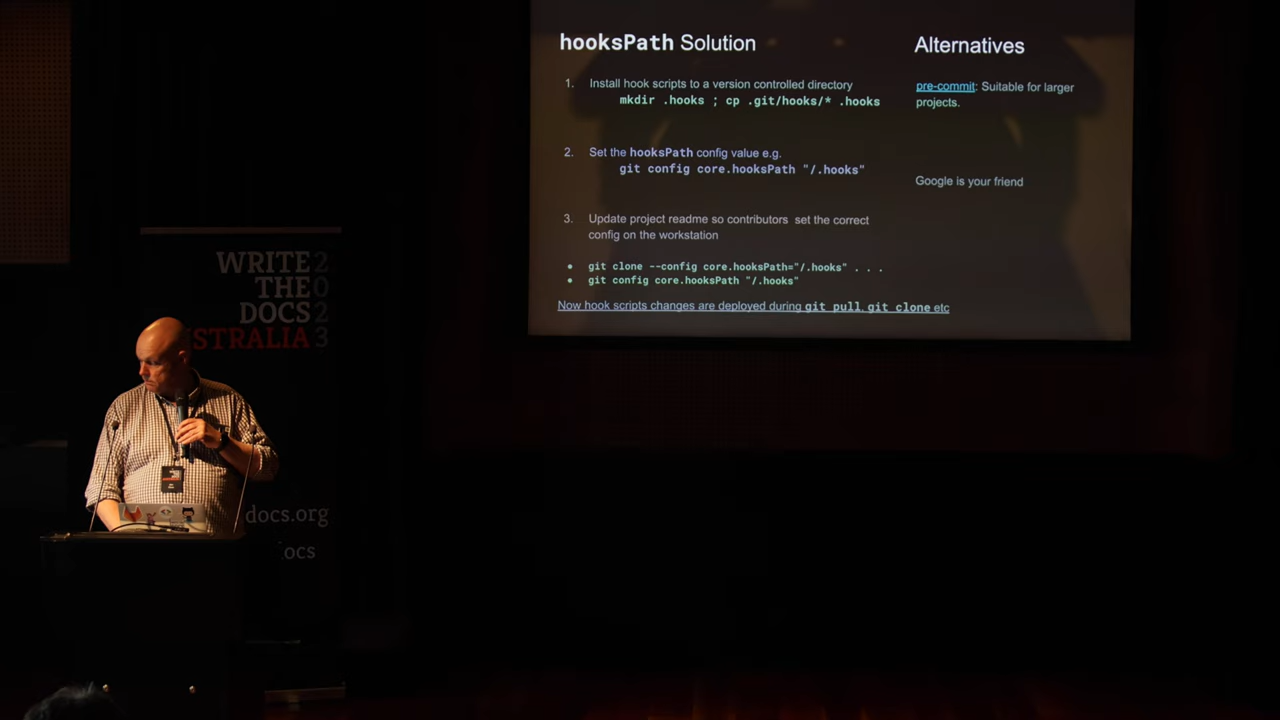 hooksPath Solution
1. Install hook scripts to a version controlled directory
mkdir .hooks ; cp .git/hooks/* .hooks
2. Set the hooksPath config value e.g.
git config core.hooksPath "/.hooks"
3. Update project readme so contributors set the correct
config on the workstation
• git clone --config core.hooksPath="/.hooks" . . .
• git config core.hooksPath "/.hooks"
Now hook scripts changes are deployed during git pull, git clone etc
Alternatives
pre-commit: Suitable for larger
projects.
Google is your friend
WRITE 2
THE 0
DOCS 2
STRALIA 3
docs.org
ocs